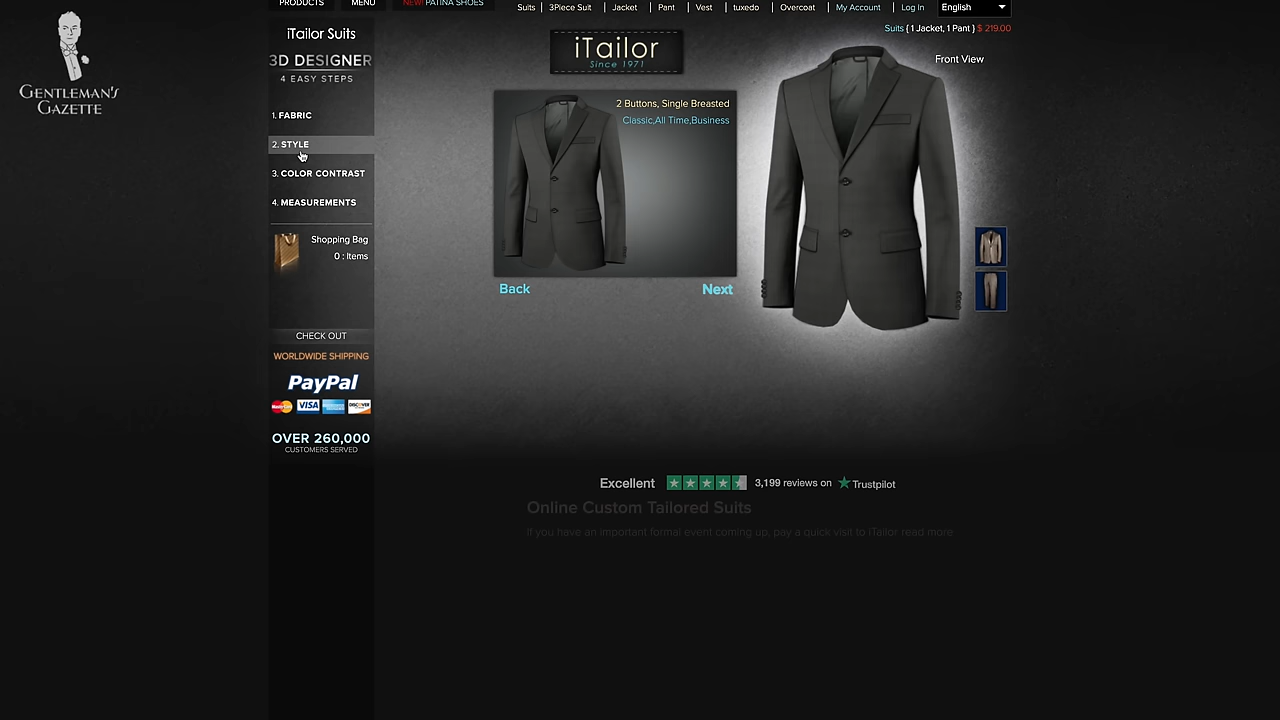 PRODUCTS
MENU
NEW! PATINA SHOES
Suits | 3Piece Suit | Jacket | Pant | Vest | tuxedo | Overcoat | My Account | Log In
English
GENTLEMAN'S
GAZETTE
iTailor Suits
3D DESIGNER
4 EASY STEPS
1. FABRIC
2. STYLE
3. COLOR CONTRAST
4. MEASUREMENTS
Shopping Bag
0 : Items
CHECK OUT
WORLDWIDE SHIPPING
PayPal
MasterCard
VISA
DISCOVER
OVER 260,000
CUSTOMERS SERVED
iTailor
Since 1971
2 Buttons, Single Breasted
Classic,All Time,Business
Back
Next
Suits ( 1 Jacket, 1 Pant ) $ 219.00
Front View
Excellent
3,199 reviews on Trustpilot
Online Custom Tailored Suits
If you have an important formal event coming up, pay a quick visit to iTailor read more